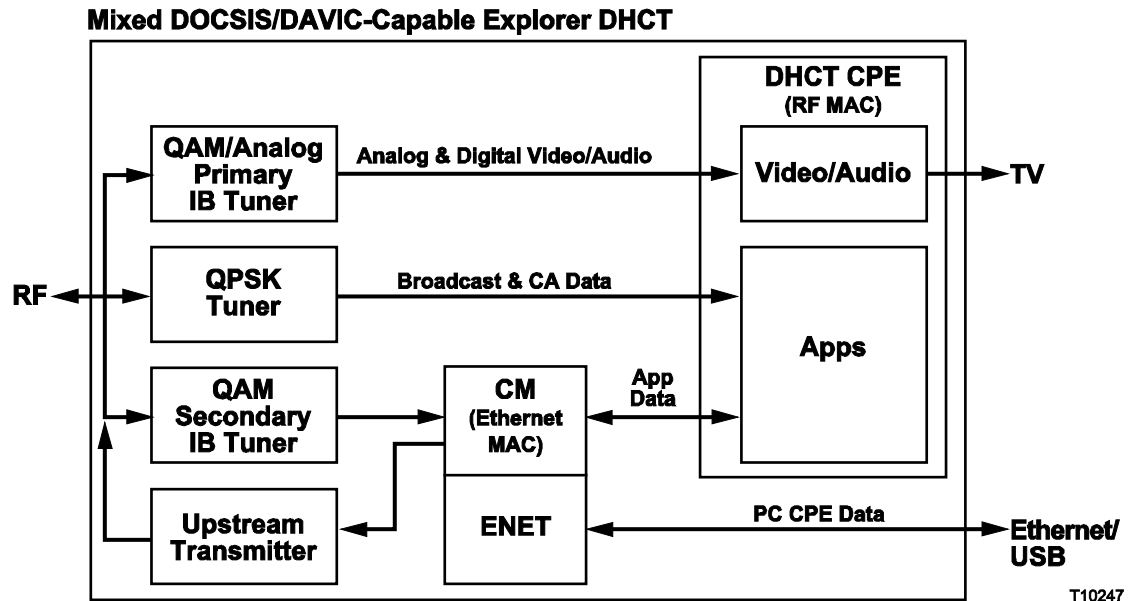 Mixed DOCSIS/DAVIC-Capable Explorer DHCT
DHCT CPE
(RF MAC)
QAM/Analog
Primary
IB Tuner
Analog & Digital Video/Audio
Video/Audio
TV
RF
QPSK
Tuner
Broadcast & CA Data
Apps
QAM
Secondary
IB Tuner
CM
(Ethernet
MAC)
App
Data
Upstream
Transmitter
ENET
PC CPE Data
Ethernet/
USB
T10247